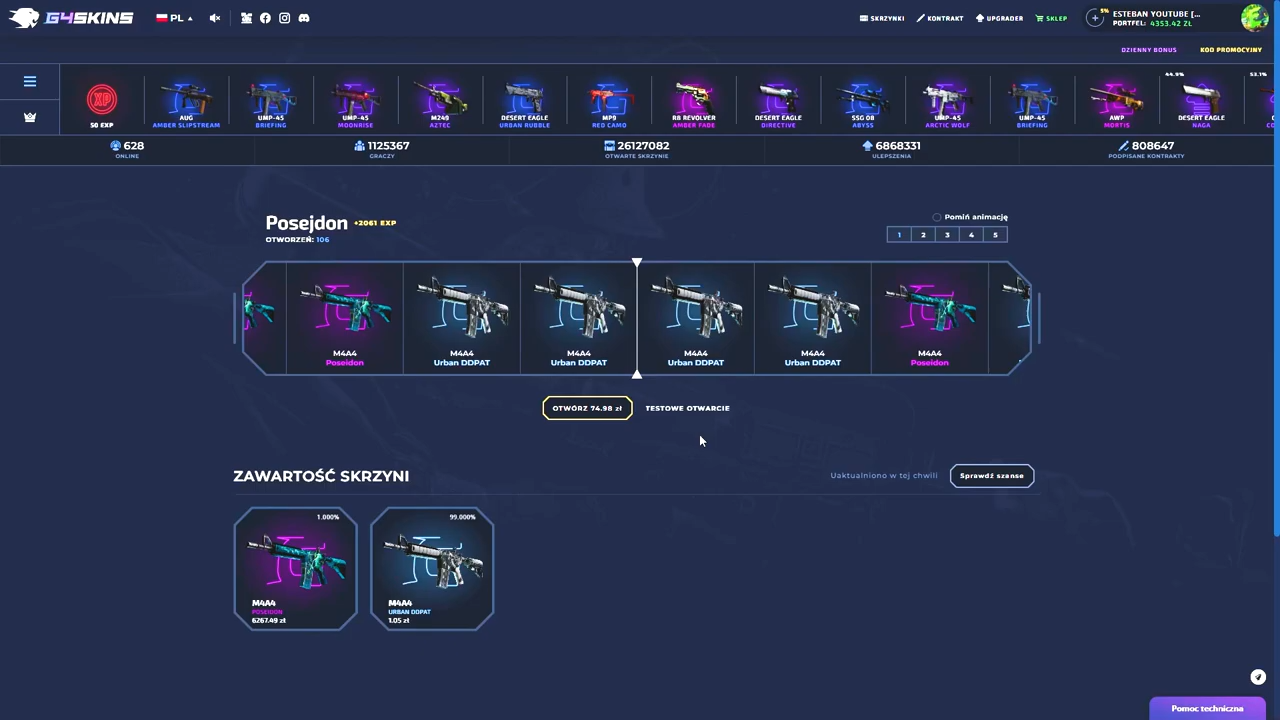 G4SKINS
PL
SKRZYNKI
KONTRAKT
UPGRADER
SKLEP
5%
ESTEBAN YOUTUBE [...
PORTFEL: 4353.42 ZŁ
DZIENNY BONUS
KOD PROMOCYJNY
XP
50 EXP
AUG
AMBER SLIPSTREAM
UMP-45
BRIEFING
UMP-45
MOONRISE
M249
AZTEC
DESERT EAGLE
URBAN RUBBLE
MP9
RED CAMO
R8 REVOLVER
AMBER FADE
DESERT EAGLE
DIRECTIVE
SSG 08
ABYSS
UMP-45
ARCTIC WOLF
UMP-45
BRIEFING
AWP
MORTIS
44.9%
DESERT EAGLE
NAGA
53.1%
628
ONLINE
1125367
GRACZY
26127082
OTWARTE SKRZYNIE
6868331
ULEPSZENIA
808647
PODPISANE KONTRAKTY
Posejdon +2061 EXP
OTWORZEŃ: 106
Pomiń animację
1 2 3 4 5
M4A4
Poseidon
M4A4
Urban DDPAT
M4A4
Urban DDPAT
M4A4
Urban DDPAT
M4A4
Urban DDPAT
M4A4
Poseidon
OTWÓRZ 74.98 zł
TESTOWE OTWARCIE
ZAWARTOŚĆ SKRZYNI
Uaktualniono w tej chwili
Sprawdź szanse
1.000%
M4A4
POSEIDON
6267.49 zł
99.000%
M4A4
URBAN DDPAT
1.05 zł
Pomoc techniczna